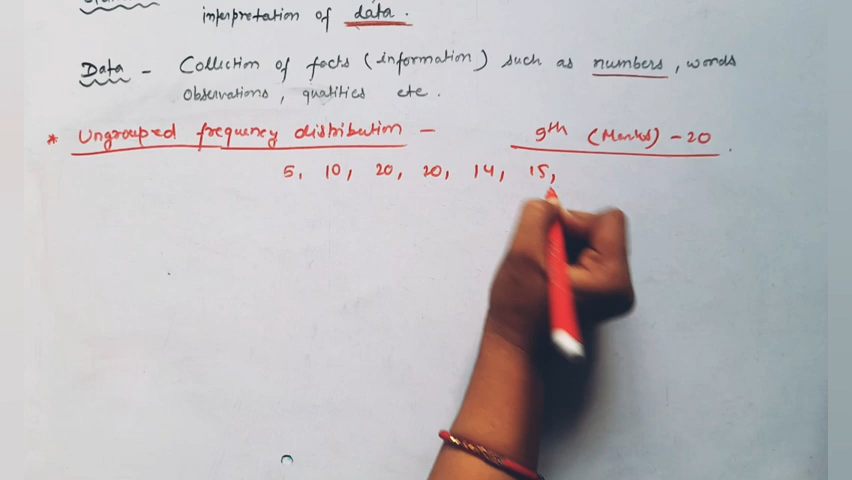 interpretation of data.
Data - Collection of facts (information) such as numbers, words
observations, quatities etc.
* Ungrouped frequency distribution - 9th (Marks) - 20.
5, 10, 20, 20, 14, 15,